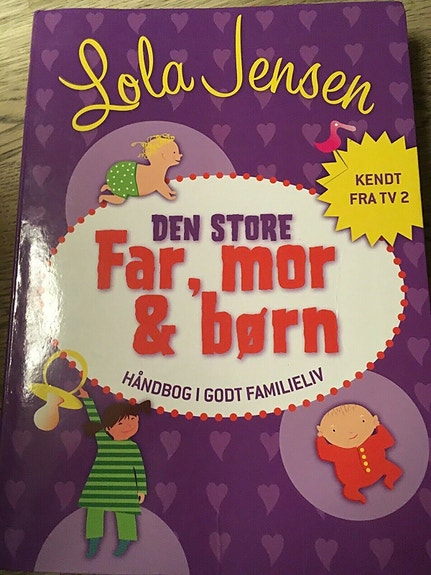 Lola Jensen
KENDT
FRA TV 2
DEN STORE
Far, mor
& børn
HÅNDBOG I GODT FAMILIELIV